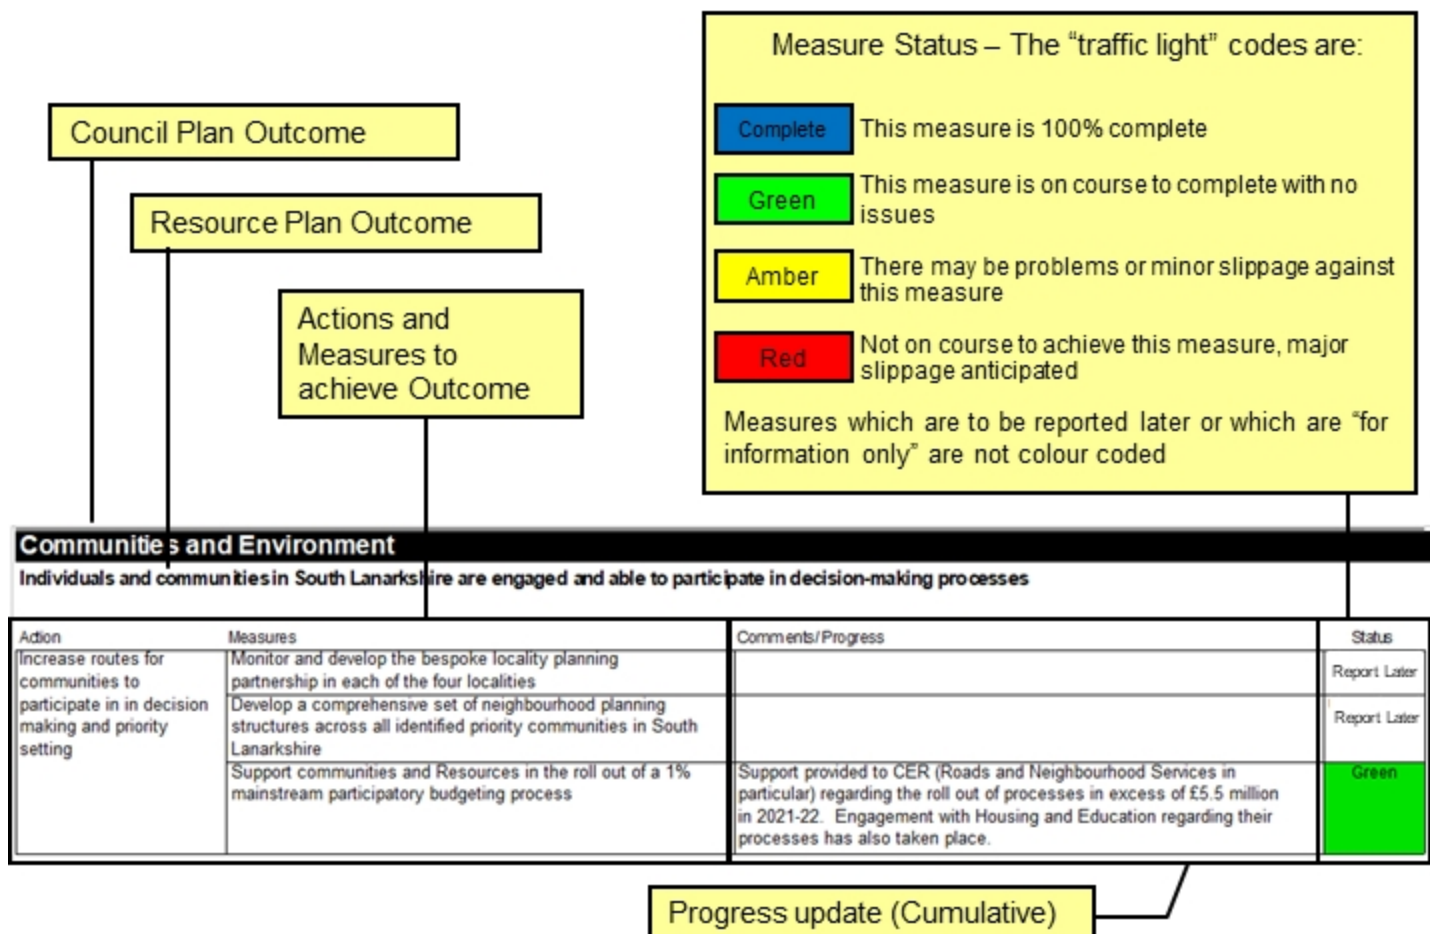 Measure Status – The “traffic light” codes are:
Complete
This measure is 100% complete
Green
This measure is on course to complete with no
issues
Amber
There may be problems or minor slippage against
this measure
Red
Not on course to achieve this measure, major
slippage anticipated
Measures which are to be reported later or which are “for
information only” are not colour coded
Council Plan Outcome
Resource Plan Outcome
Actions and
Measures to
achieve Outcome
Communities and Environment
Individuals and communities in South Lanarkshire are engaged and able to participate in decision-making processes
Action
Measures
Comments/Progress
Status
Increase routes for
communities to
participate in in decision
making and priority
setting
Monitor and develop the bespoke locality planning
partnership in each of the four localities
Report Later
Develop a comprehensive set of neighbourhood planning
structures across all identified priority communities in South
Lanarkshire
Report Later
Support communities and Resources in the roll out of a 1%
mainstream participatory budgeting process
Support provided to CER (Roads and Neighbourhood Services in
particular) regarding the roll out of processes in excess of £5.5 million
in 2021-22. Engagement with Housing and Education regarding their
processes has also taken place.
Green
Progress update (Cumulative)